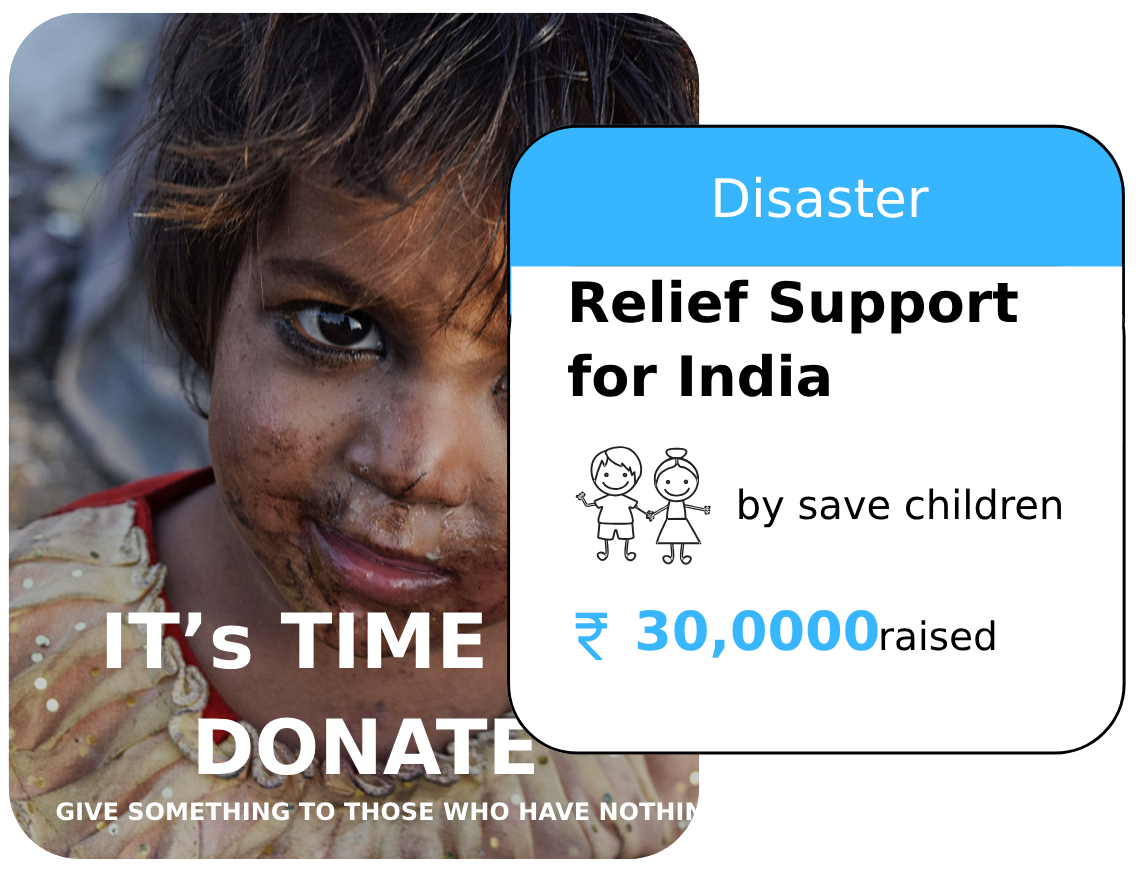 Disaster
Relief Support
for India
by save children
₹ 30,0000raised
IT’s TIME
DONATE
GIVE SOMETHING TO THOSE WHO HAVE NOTHIN